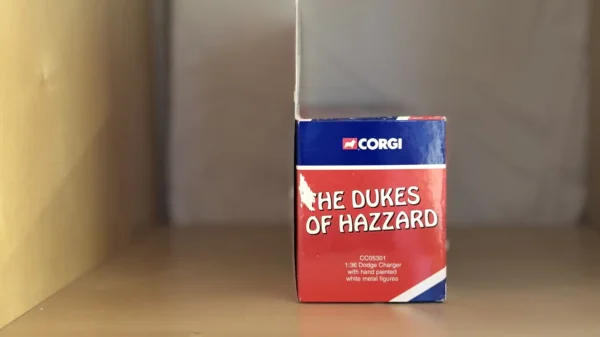 CORGI
THE DUKES
OF HAZZARD
CC05301
1:36 Dodge Charger
with hand painted
white metal figures